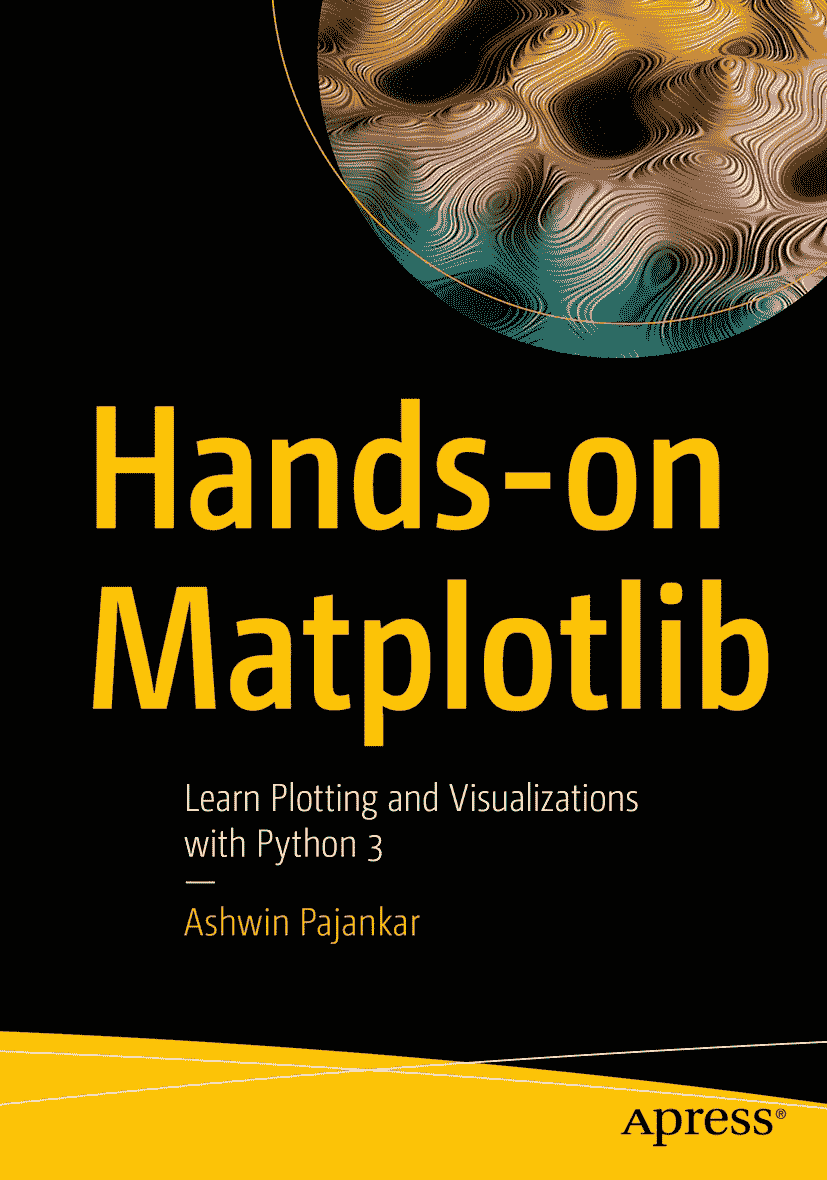 Hands-on
Matplotlib
Learn Plotting and Visualizations
with Python 3
Ashwin Pajankar
Apress®